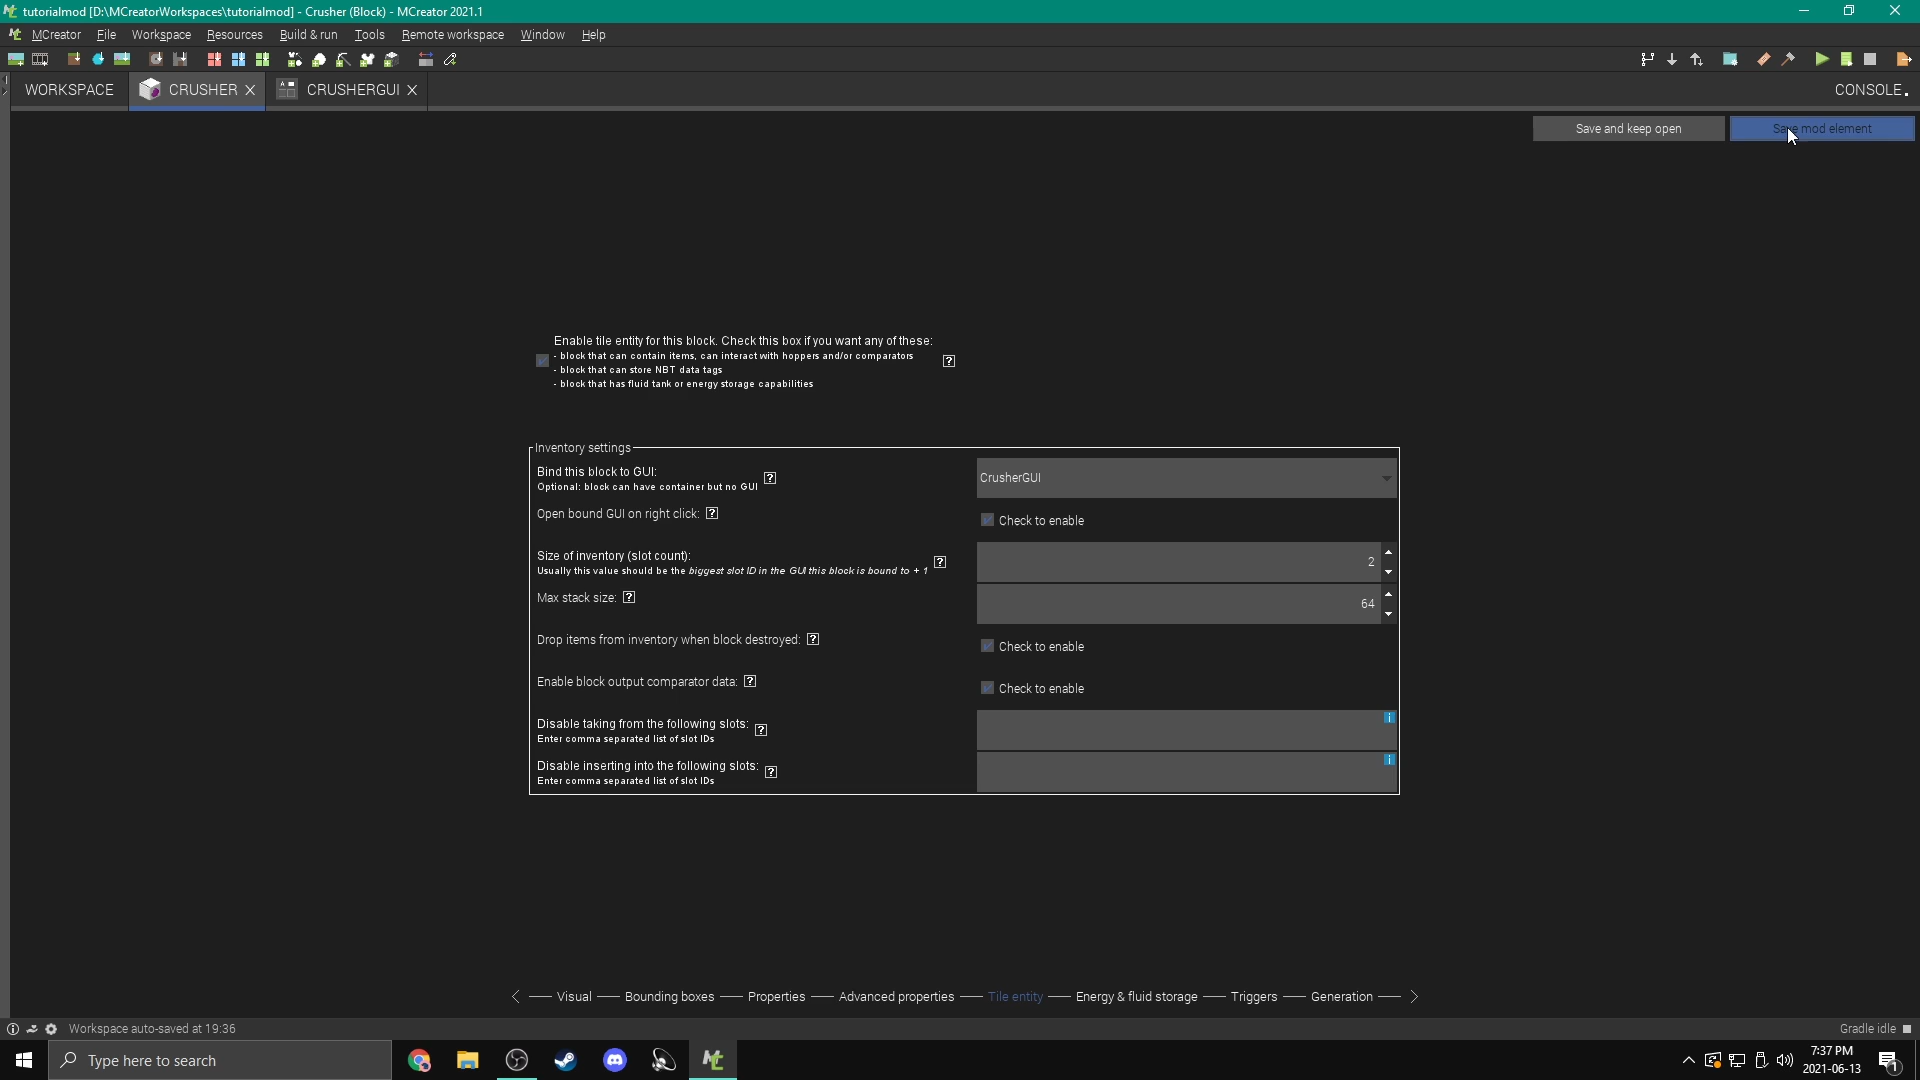 tutorialmod [D:\MCreatorWorkspaces\tutorialmod] - Crusher (Block) - MCreator 2021.1
MCreator File Workspace Resources Build & run Tools Remote workspace Window Help
WORKSPACE CRUSHER CRUSHERGUI CONSOLE
Save and keep open Save mod element
Enable tile entity for this block. Check this box if you want any of these:
- block that can contain items, can interact with hoppers and/or comparators
- block that can store NBT data tags
- block that has fluid tank or energy storage capabilities
Inventory settings
Bind this block to GUI:
Optional: block can have container but no GUI
CrusherGUI
Open bound GUI on right click:
Check to enable
Size of inventory (slot count):
Usually this value should be the biggest slot ID in the GUI this block is bound to + 1
2
Max stack size:
64
Drop items from inventory when block destroyed:
Check to enable
Enable block output comparator data:
Check to enable
Disable taking from the following slots:
Enter comma separated list of slot IDs
Disable inserting into the following slots:
Enter comma separated list of slot IDs
Visual Bounding boxes Properties Advanced properties Tile entity Energy & fluid storage Triggers Generation
Workspace auto-saved at 19:36
Gradle idle
Type here to search
7:37 PM
2021-06-13
1